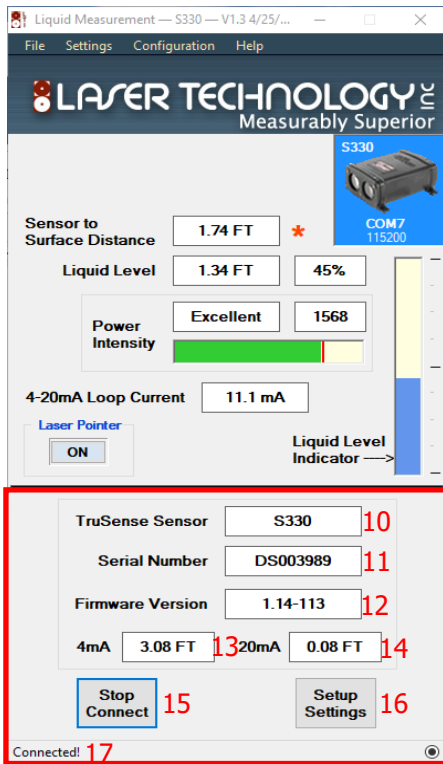 Liquid Measurement — S330 — V1.3 4/25/...
File Settings Configuration Help
LASER TECHNOLOGY INC
Measurably Superior
S330
COM7
115200
Sensor to
Surface Distance 1.74 FT *
Liquid Level 1.34 FT 45%
Power
Intensity Excellent 1568
4-20mA Loop Current 11.1 mA
Laser Pointer
ON
Liquid Level
Indicator ---->
TruSense Sensor S330 10
Serial Number DS003989 11
Firmware Version 1.14-113 12
4mA 3.08 FT 13 20mA 0.08 FT 14
Stop
Connect 15
Setup
Settings 16
Connected! 17